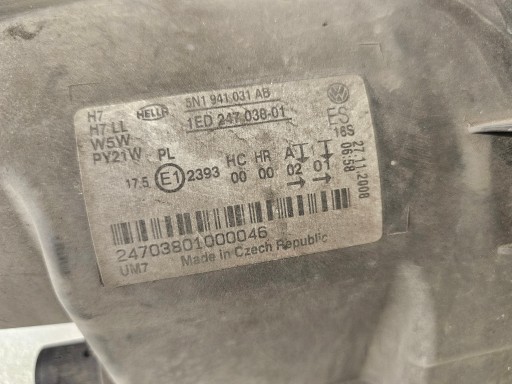 H7
H7 LL
W5W
PY21W
HELLA
5N1 941.031 AB
1ED 247.038-01
PL
17.5 E1 2393
HC HR A T T
00 00 02 01
ES
16S
06:58
27.11.2008
24703801000046
UM7
Made in Czech Republic